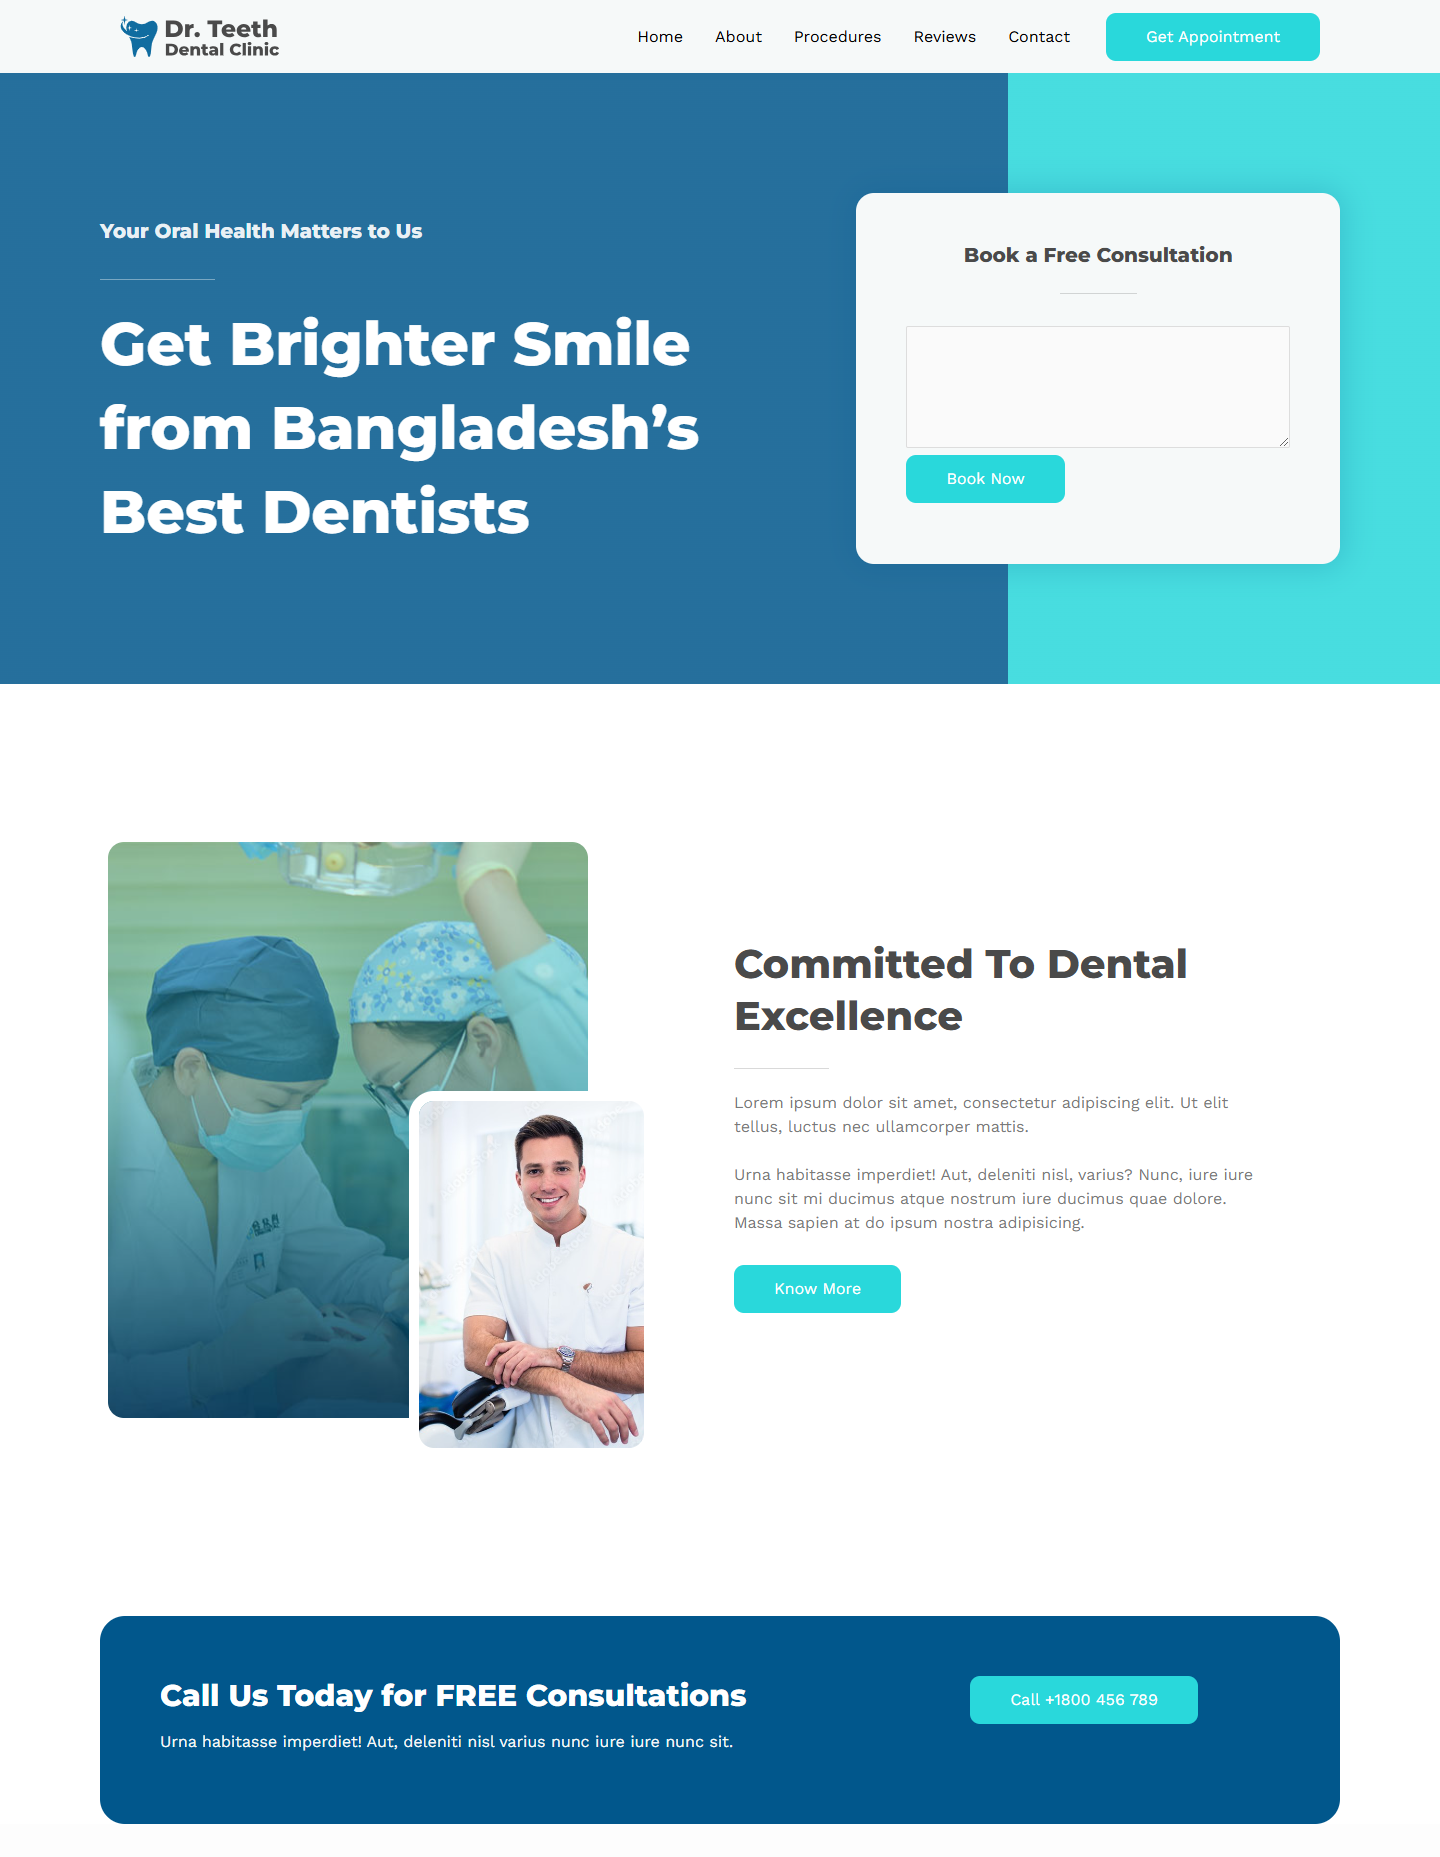 Dr. Teeth
Dental Clinic
Home
About
Procedures
Reviews
Contact
Get Appointment
Your Oral Health Matters to Us
Get Brighter Smile
from Bangladesh’s
Best Dentists
Book a Free Consultation
Book Now
Committed To Dental
Excellence
Lorem ipsum dolor sit amet, consectetur adipiscing elit. Ut elit
tellus, luctus nec ullamcorper mattis.
Urna habitasse imperdiet! Aut, deleniti nisl, varius? Nunc, iure iure
nunc sit mi ducimus atque nostrum iure ducimus quae dolore.
Massa sapien at do ipsum nostra adipisicing.
Know More
Call Us Today for FREE Consultations
Urna habitasse imperdiet! Aut, deleniti nisl varius nunc iure iure nunc sit.
Call +1800 456 789